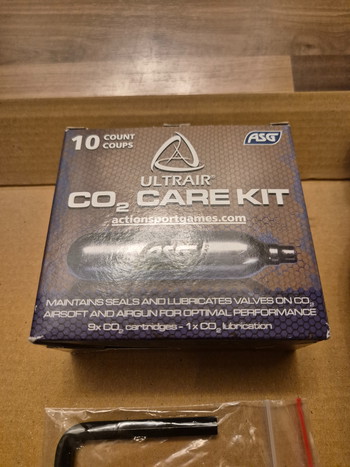 10 COUNT
COUPS
ASG
ULTRAIR®
CO₂ CARE KIT
actionsportgames.com
ASG
MAINTAINS SEALS AND LUBRICATES VALVES ON CO₂
AIRSOFT AND AIRGUN FOR OPTIMAL PERFORMANCE
9x CO₂ cartridges - 1x CO₂ lubrication